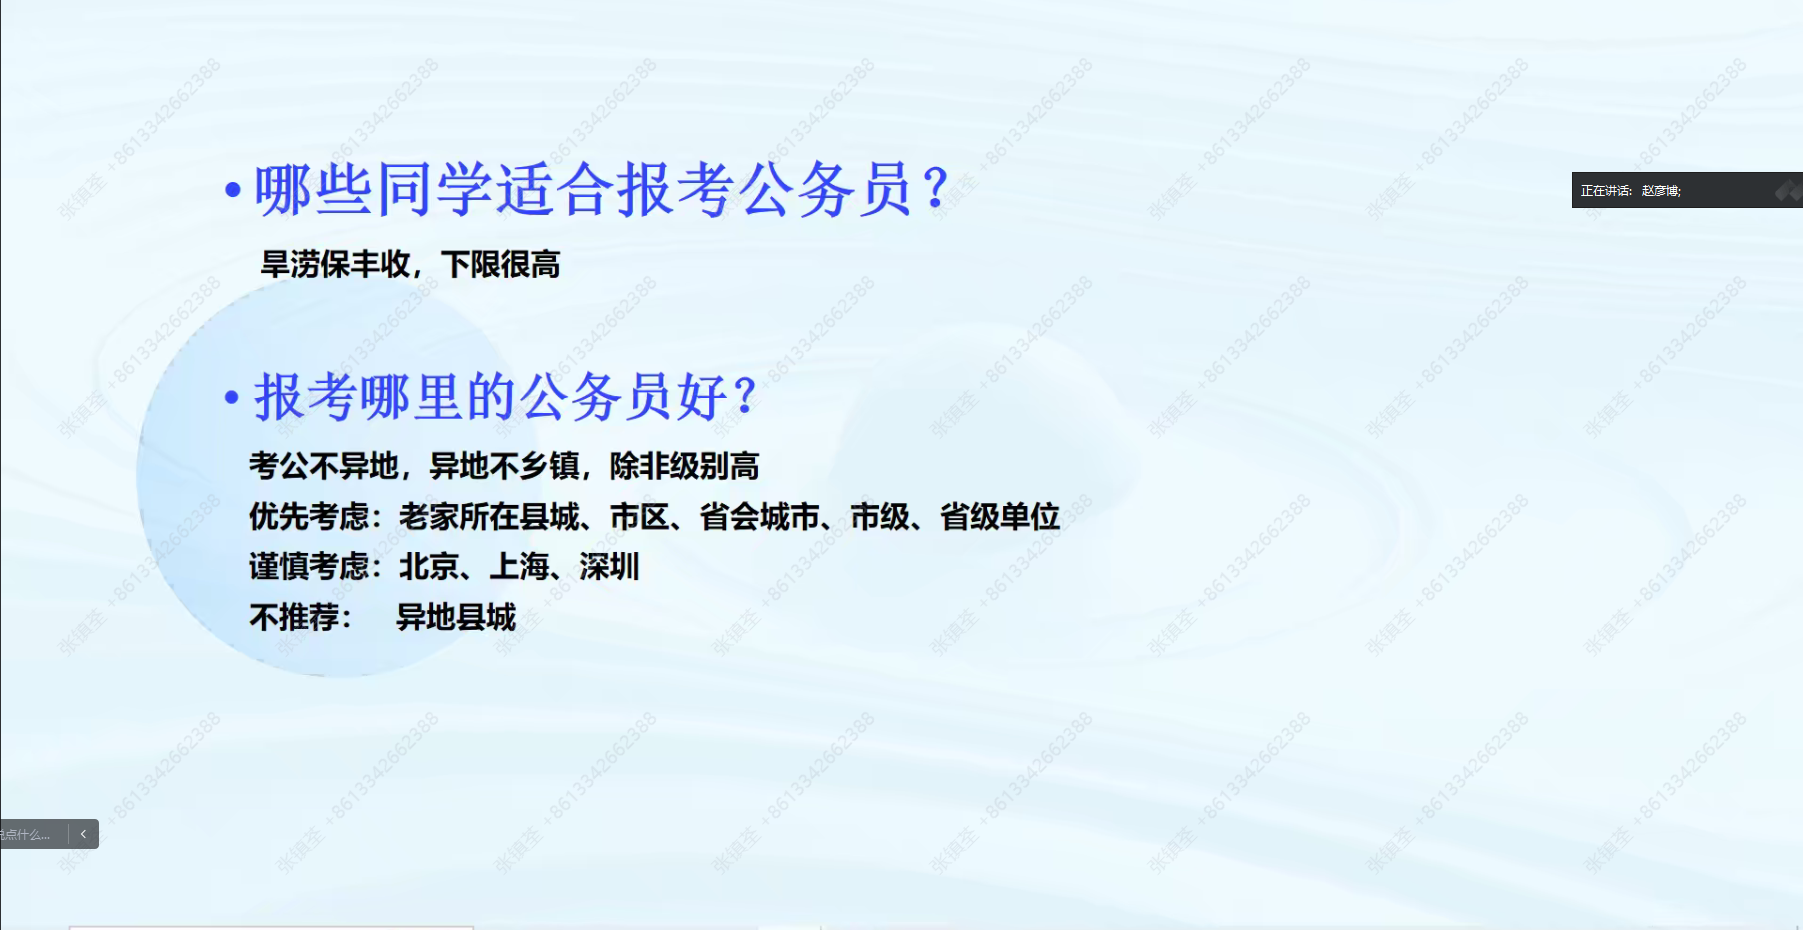 • 哪些同学适合报考公务员？
正在讲话: 赵彦博;
旱涝保丰收，下限很高
• 报考哪里的公务员好？
考公不异地，异地不乡镇，除非级别高
优先考虑：老家所在县城、市区、省会城市、市级、省级单位
谨慎考虑：北京、上海、深圳
不推荐： 异地县城
说点什么...
张镇荃 +8613342662388